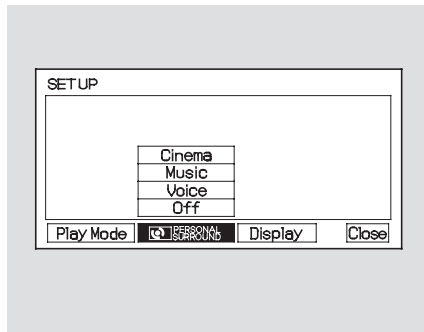 SETUP
Cinema
Music
Voice
Off
Play Mode PERSONAL SURROUND Display Close